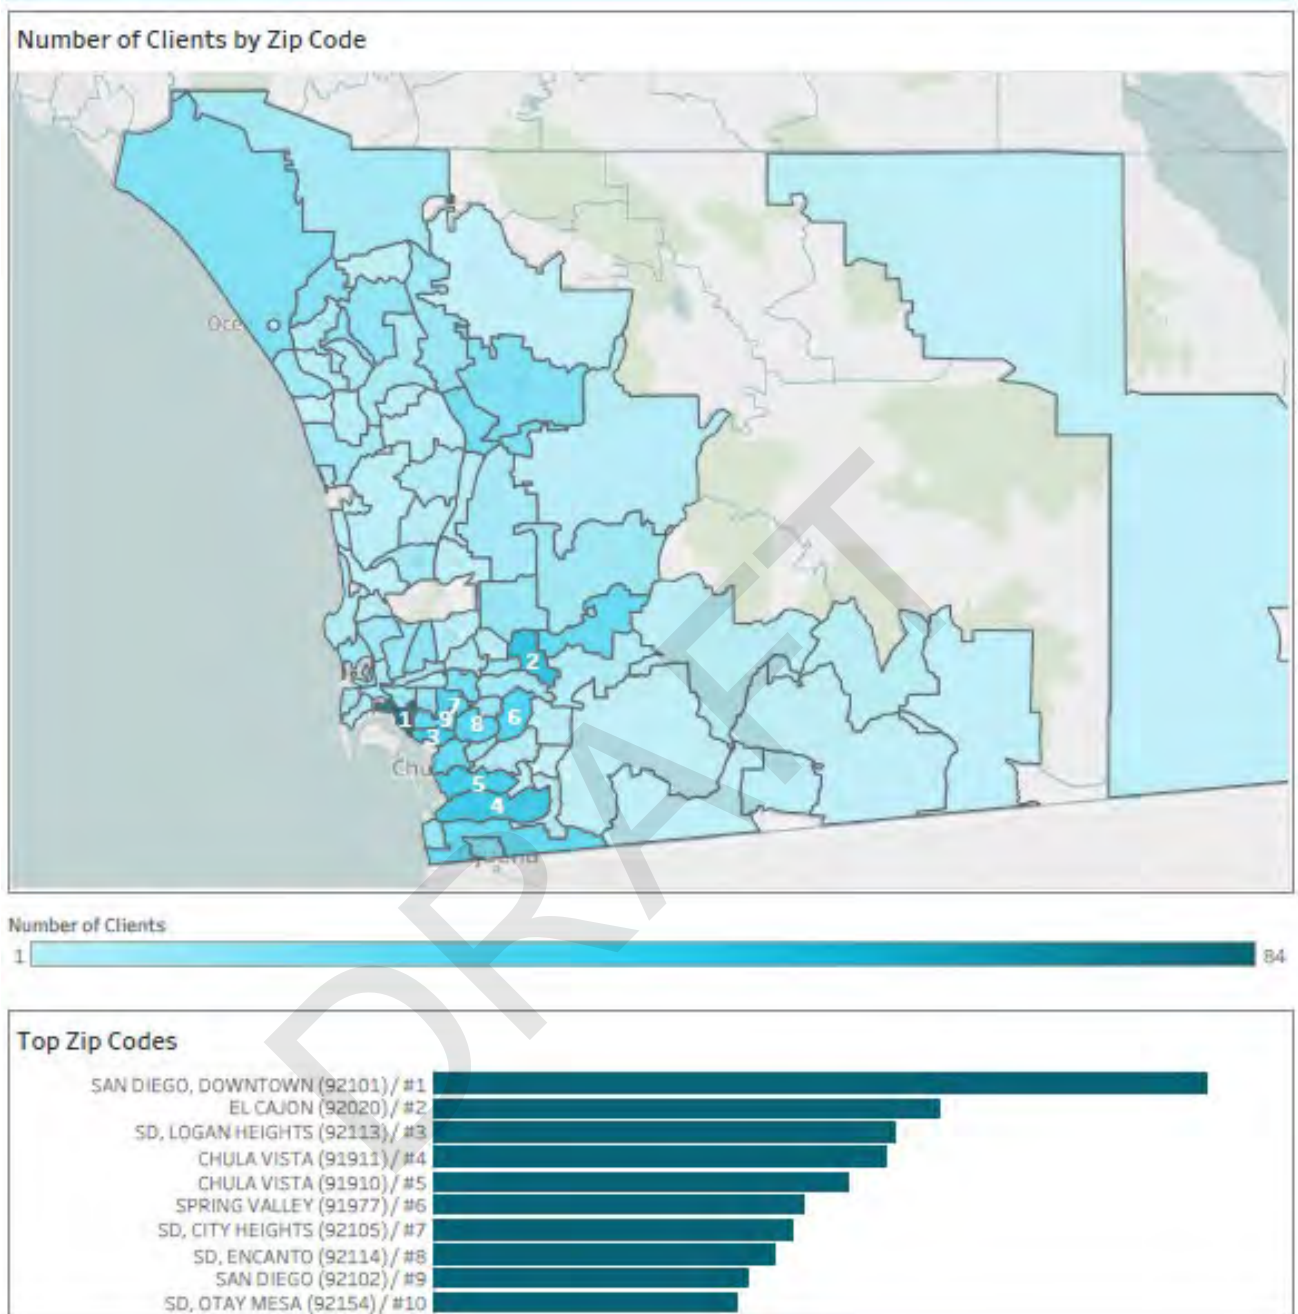 Number of Clients by Zip Code
Oce
2
7
1
9
8
6
3
Chu
5
4
Number of Clients
1
84
DRAFT
Top Zip Codes
SAN DIEGO, DOWNTOWN (92101) / #1
EL CAJON (92020) / #2
SD, LOGAN HEIGHTS (92113) / #3
CHULA VISTA (91911) / #4
CHULA VISTA (91910) / #5
SPRING VALLEY (91977) / #6
SD, CITY HEIGHTS (92105) / #7
SD, ENCANTO (92114) / #8
SAN DIEGO (92102) / #9
SD, OTAY MESA (92154) / #10